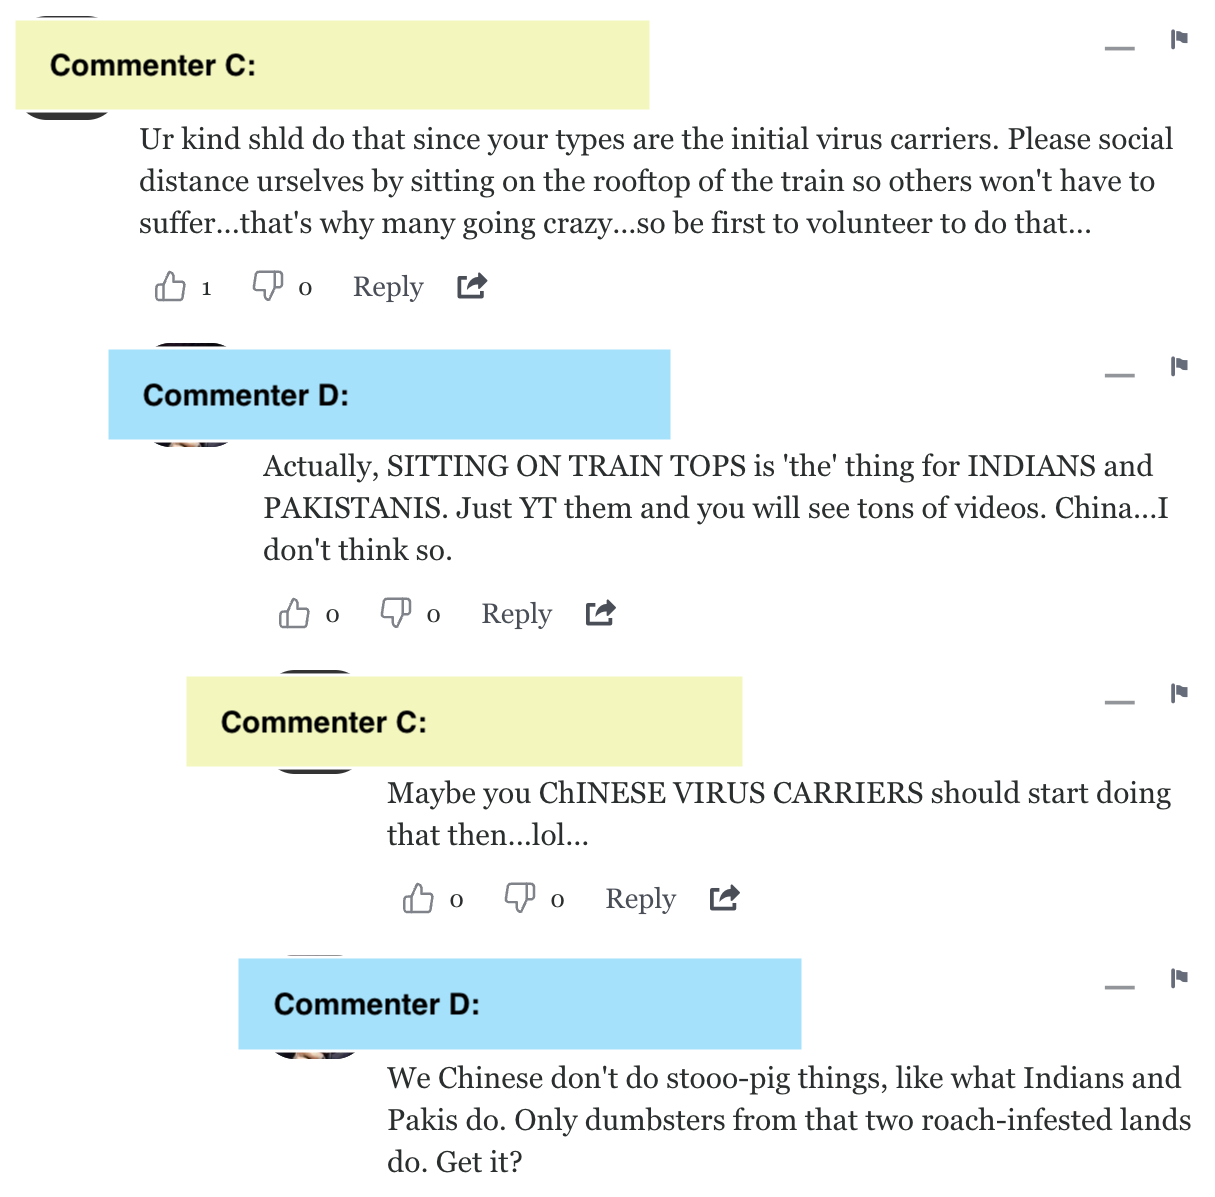 Commenter C:
Ur kind shld do that since your types are the initial virus carriers. Please social
distance urselves by sitting on the rooftop of the train so others won't have to
suffer...that's why many going crazy...so be first to volunteer to do that...
1 0 Reply
Commenter D:
Actually, SITTING ON TRAIN TOPS is 'the' thing for INDIANS and
PAKISTANIS. Just YT them and you will see tons of videos. China...I
don't think so.
0 0 Reply
Commenter C:
Maybe you ChINESE VIRUS CARRIERS should start doing
that then...lol...
0 0 Reply
Commenter D:
We Chinese don't do stooo-pig things, like what Indians and
Pakis do. Only dumbsters from that two roach-infested lands
do. Get it?